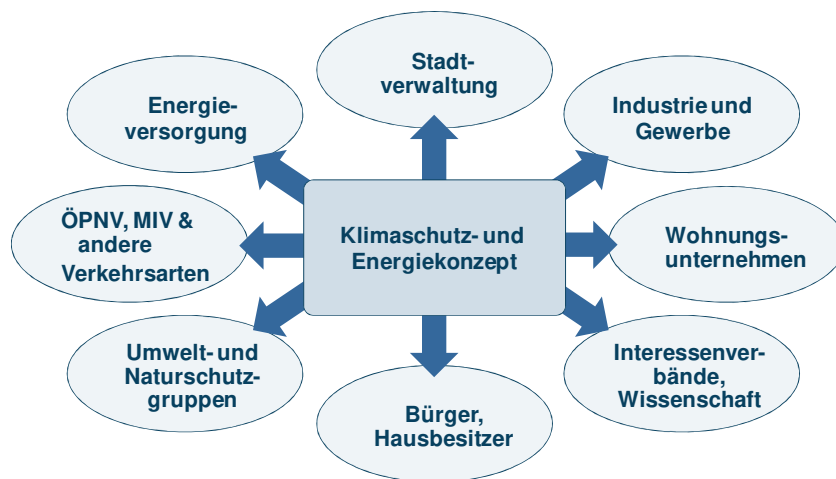 Stadt-
verwaltung
Energie-
versorgung
Industrie und
Gewerbe
ÖPNV, MIV &
andere
Verkehrsarten
Klimaschutz- und
Energiekonzept
Wohnungs-
unternehmen
Umwelt- und
Naturschutz-
gruppen
Interessenver-
bände,
Wissenschaft
Bürger,
Hausbesitzer